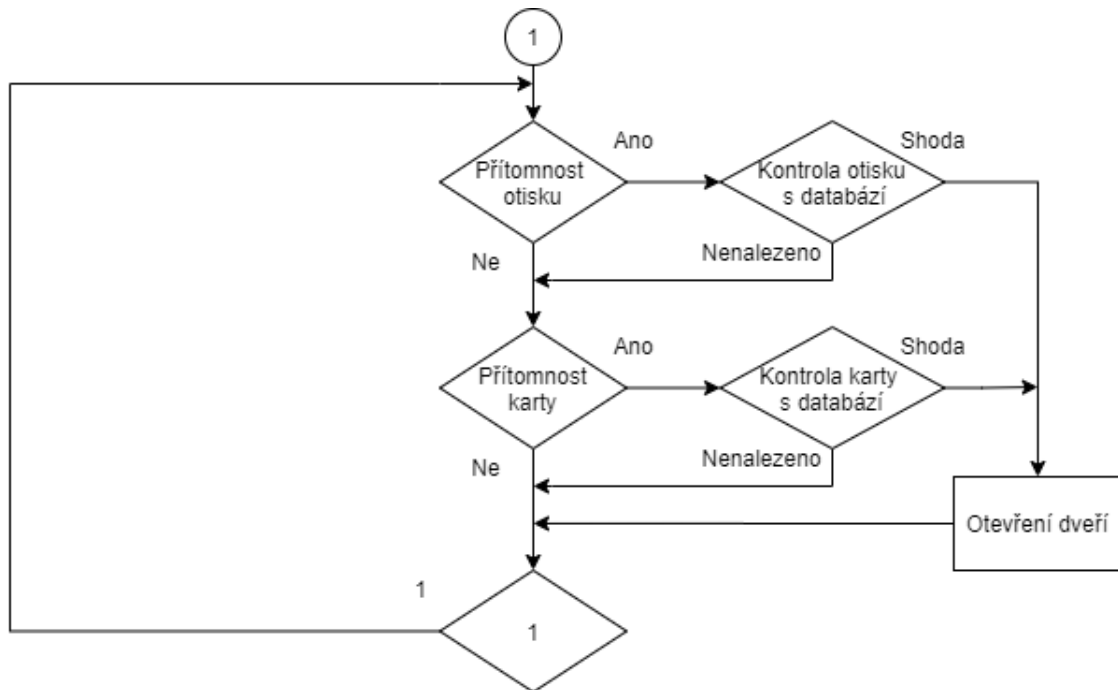 1
Ano
Shoda
Přítomnost
otisku
Kontrola otisku
s databází
Ne
Nenalezeno
Ano
Shoda
Přítomnost
karty
Kontrola karty
s databází
Ne
Nenalezeno
Otevření dveří
1
1